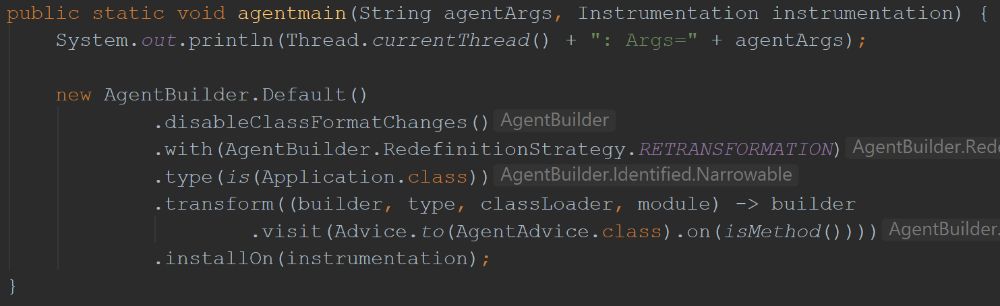 public static void agentmain(String agentArgs, Instrumentation instrumentation) {
System.out.println(Thread.currentThread() + ": Args=" + agentArgs);
new AgentBuilder.Default()
.disableClassFormatChanges() AgentBuilder
.with(AgentBuilder.RedefinitionStrategy.RETRANSFORMATION) AgentBuilder.Rede
.type(is(Application.class)) AgentBuilder.Identified.Narrowable
.transform((builder, type, classLoader, module) -> builder
.visit(Advice.to(AgentAdvice.class).on(isMethod()))) AgentBuilder.
.installOn(instrumentation);
}